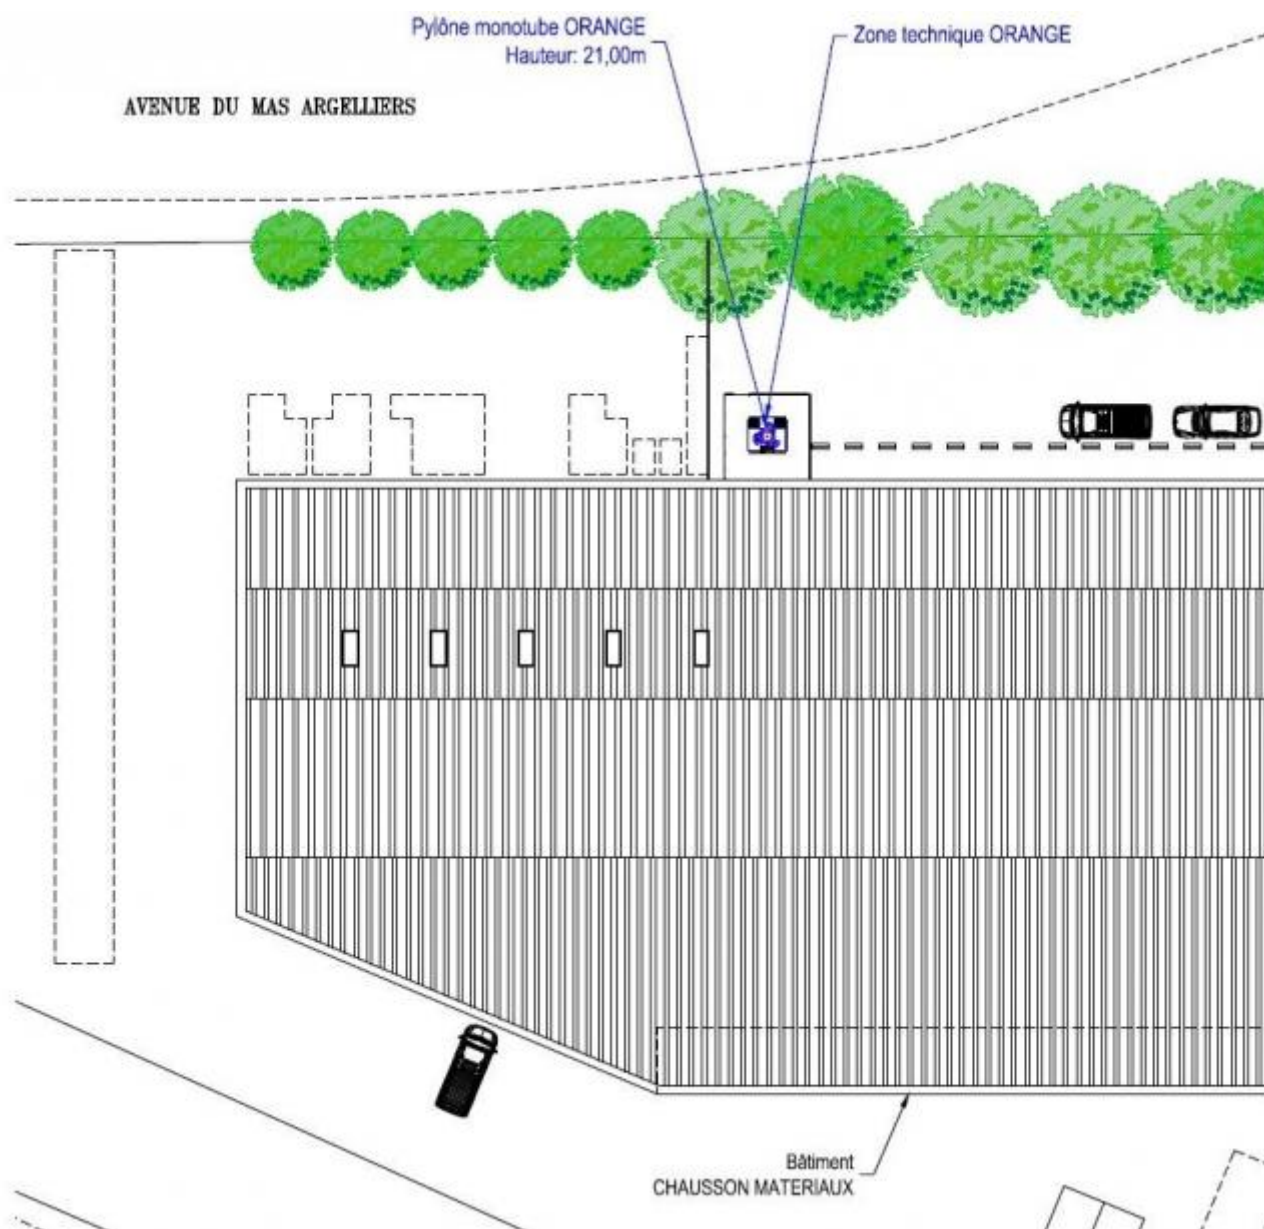 Pylône monotube ORANGE
Hauteur: 21,00m
Zone technique ORANGE
AVENUE DU MAS ARGELLIERS
Bâtiment
CHAUSSON MATERIAUX